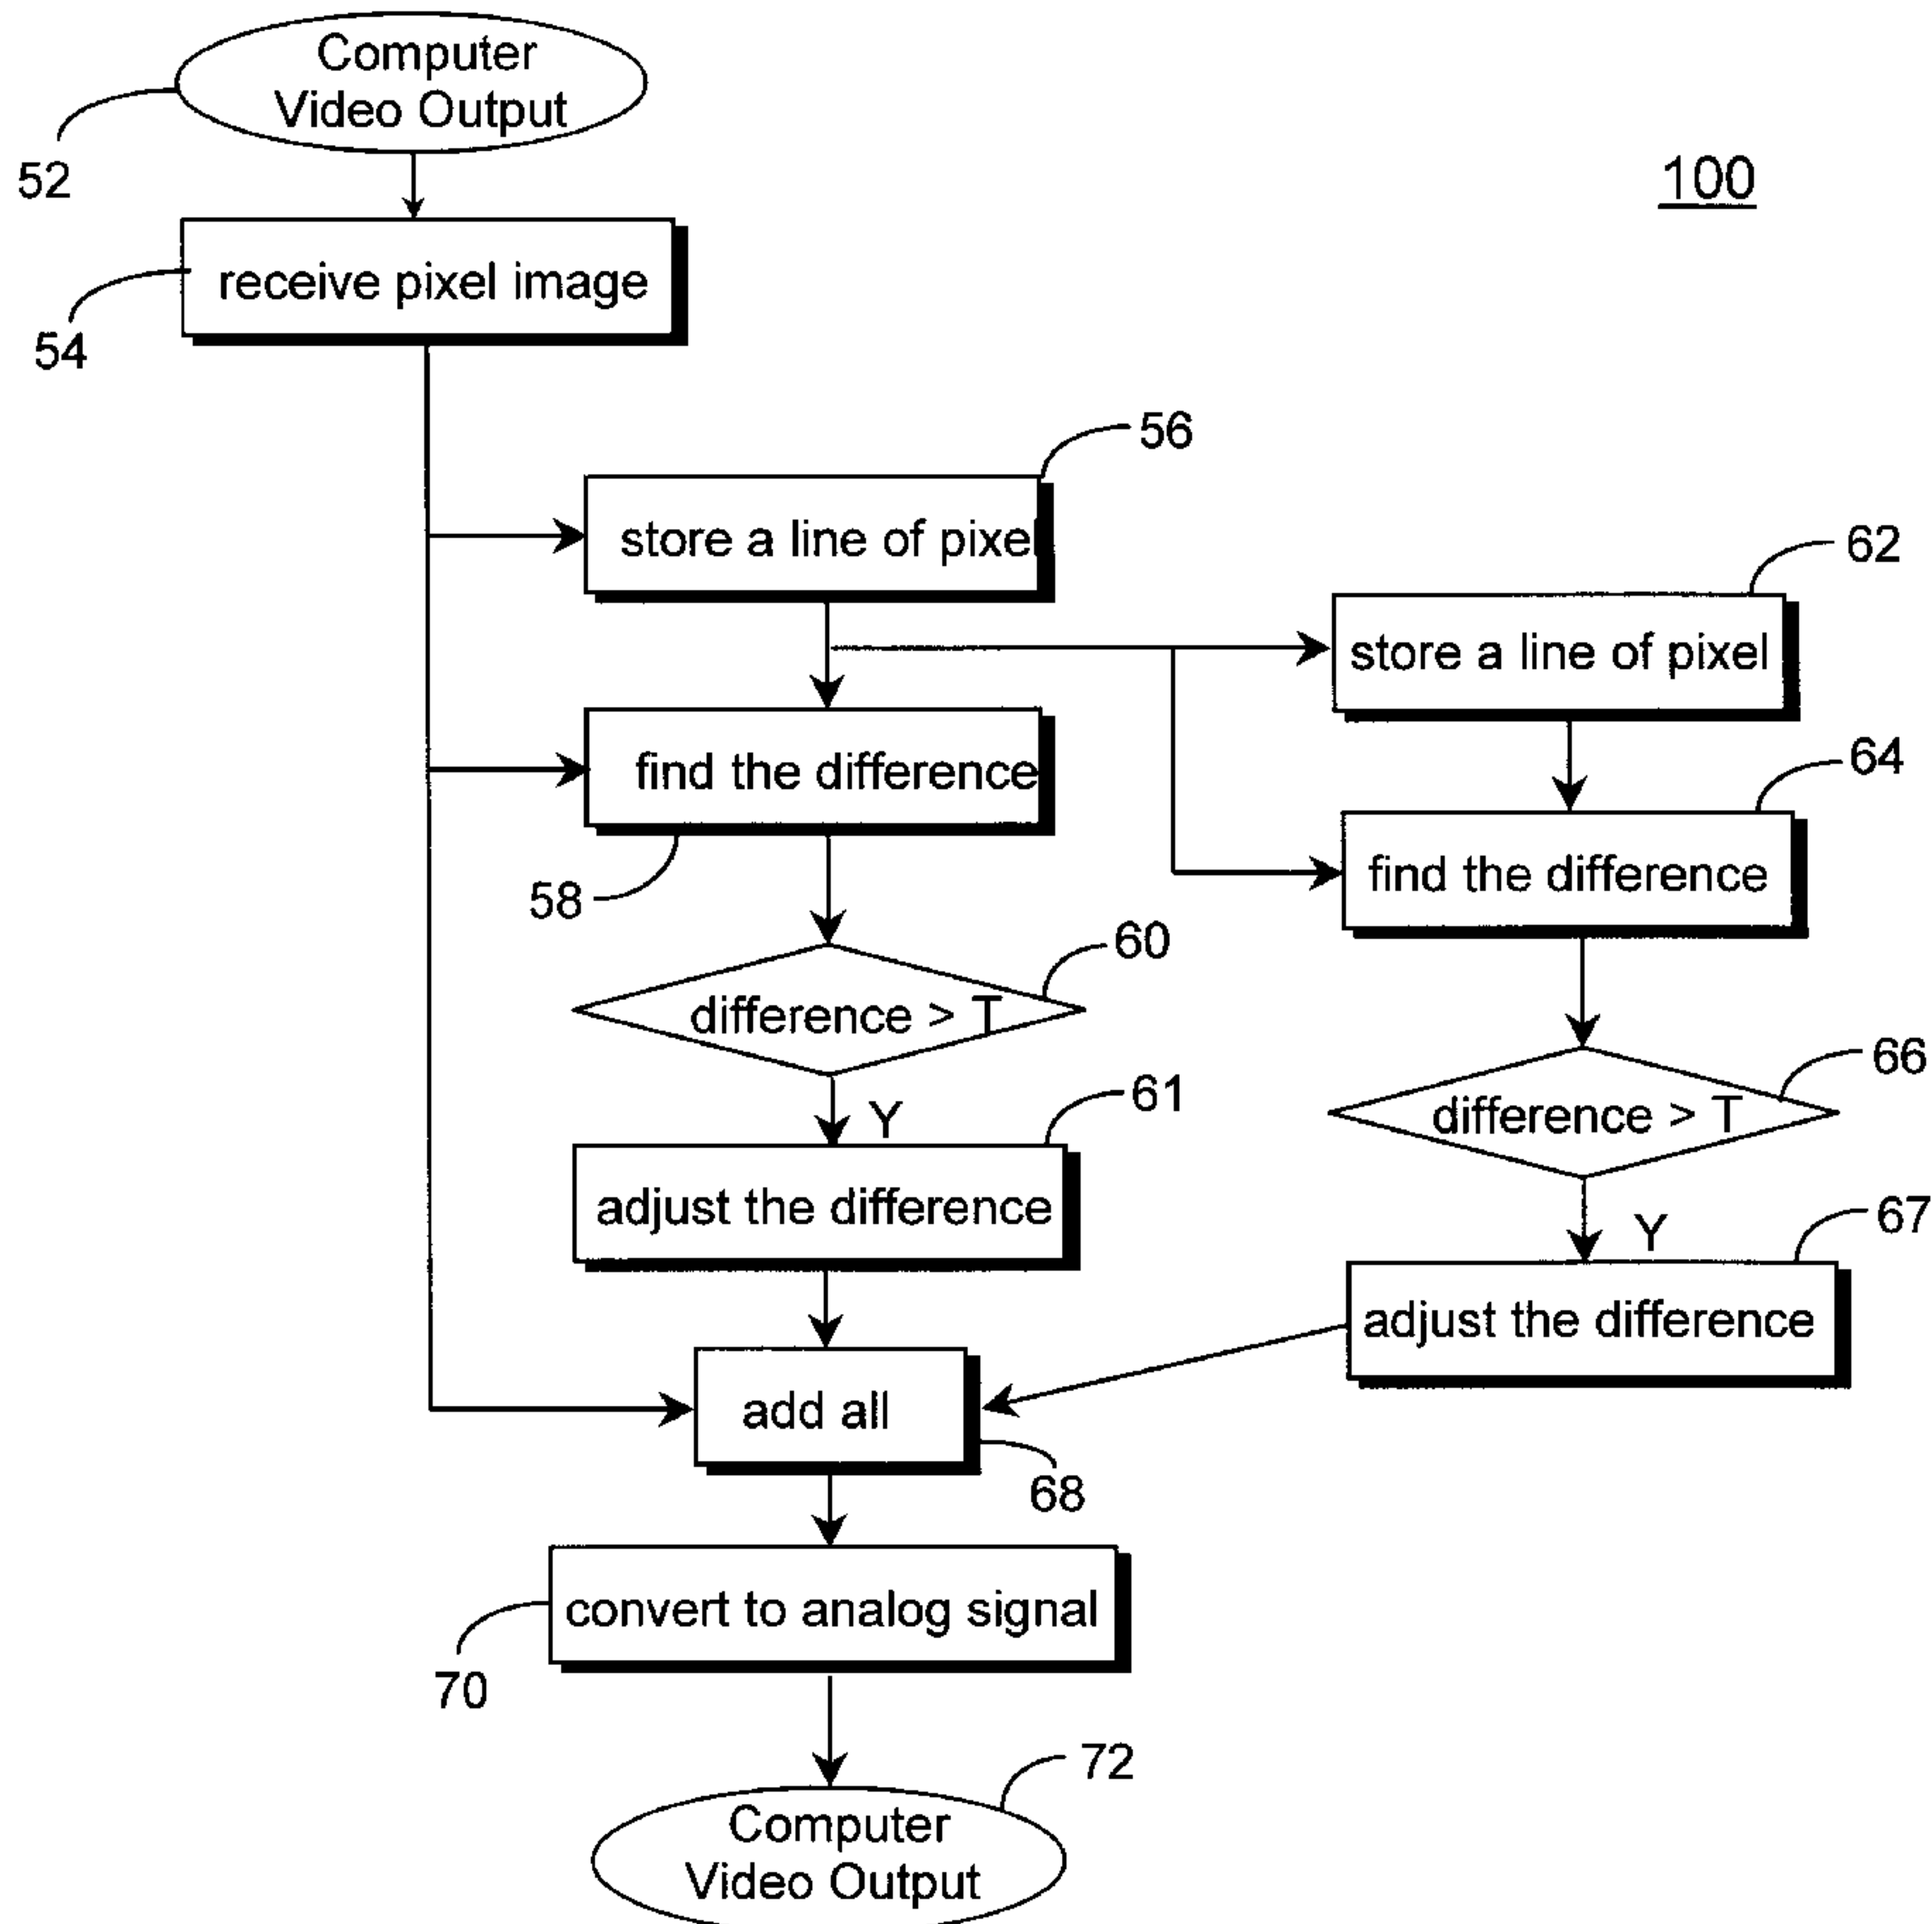 Computer
Video Output
52
100
receive pixel image
54
56
store a line of pixel
62
store a line of pixel
find the difference
64
58
find the difference
60
difference > T
66
difference > T
Y
61
adjust the difference
Y
67
adjust the difference
add all
68
convert to analog signal
70
72
Computer
Video Output